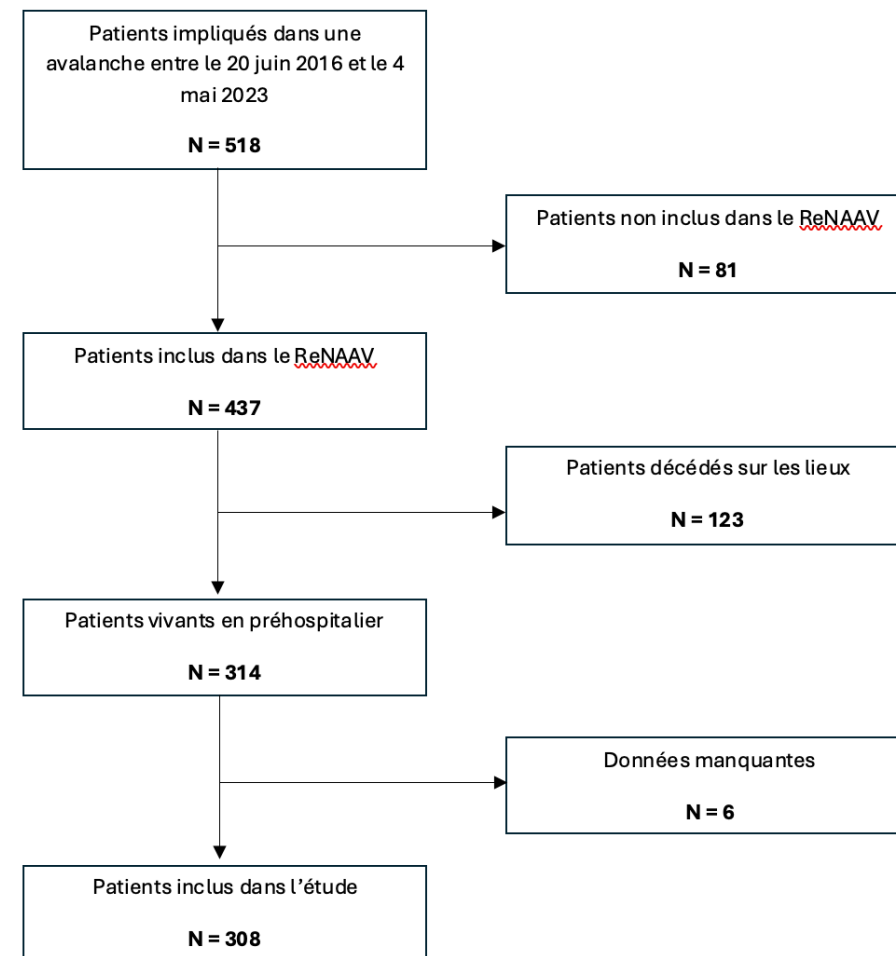 Patients impliqués dans une
avalanche entre le 20 juin 2016 et le 4
mai 2023
N = 518
Patients non inclus dans le ReNAAV
N = 81
Patients inclus dans le ReNAAV
N = 437
Patients décédés sur les lieux
N = 123
Patients vivants en préhospitalier
N = 314
Données manquantes
N = 6
Patients inclus dans l’étude
N = 308